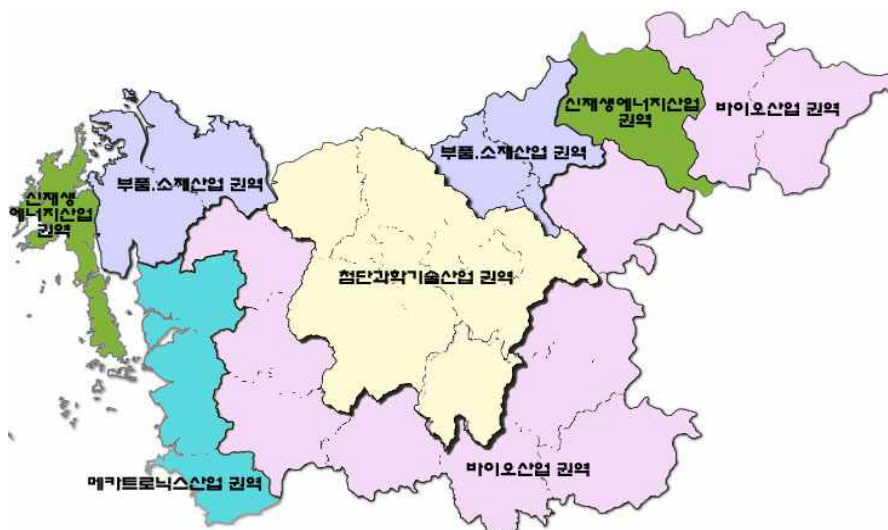 신재생에너지산업
권역
바이오산업 권역
부품.소재산업 권역
부품.소재산업 권역
신재생
에너지산업
권역
첨단과학기술산업 권역
바이오산업 권역
메카트로닉스산업 권역